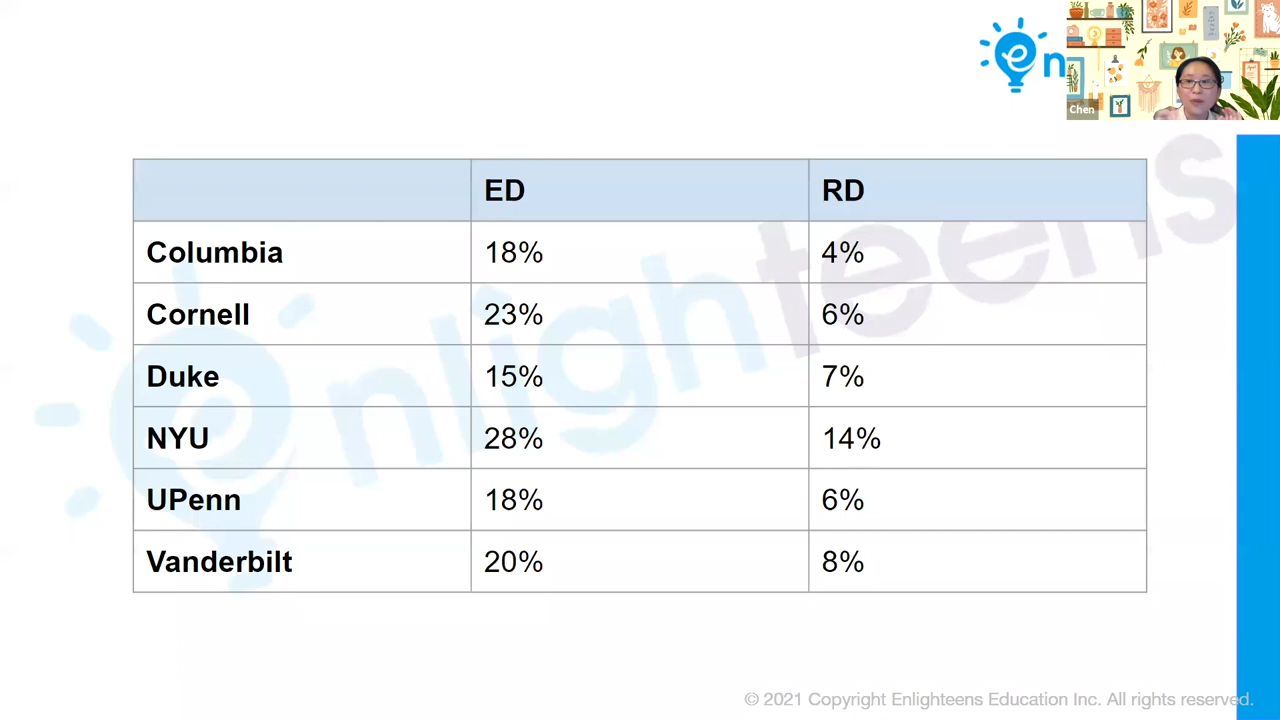 en
Chen
ED RD
Columbia 18% 4%
Cornell 23% 6%
Duke 15% 7%
NYU 28% 14%
UPenn 18% 6%
Vanderbilt 20% 8%
enlighteens
© 2021 Copyright Enlighteens Education Inc. All rights reserved.